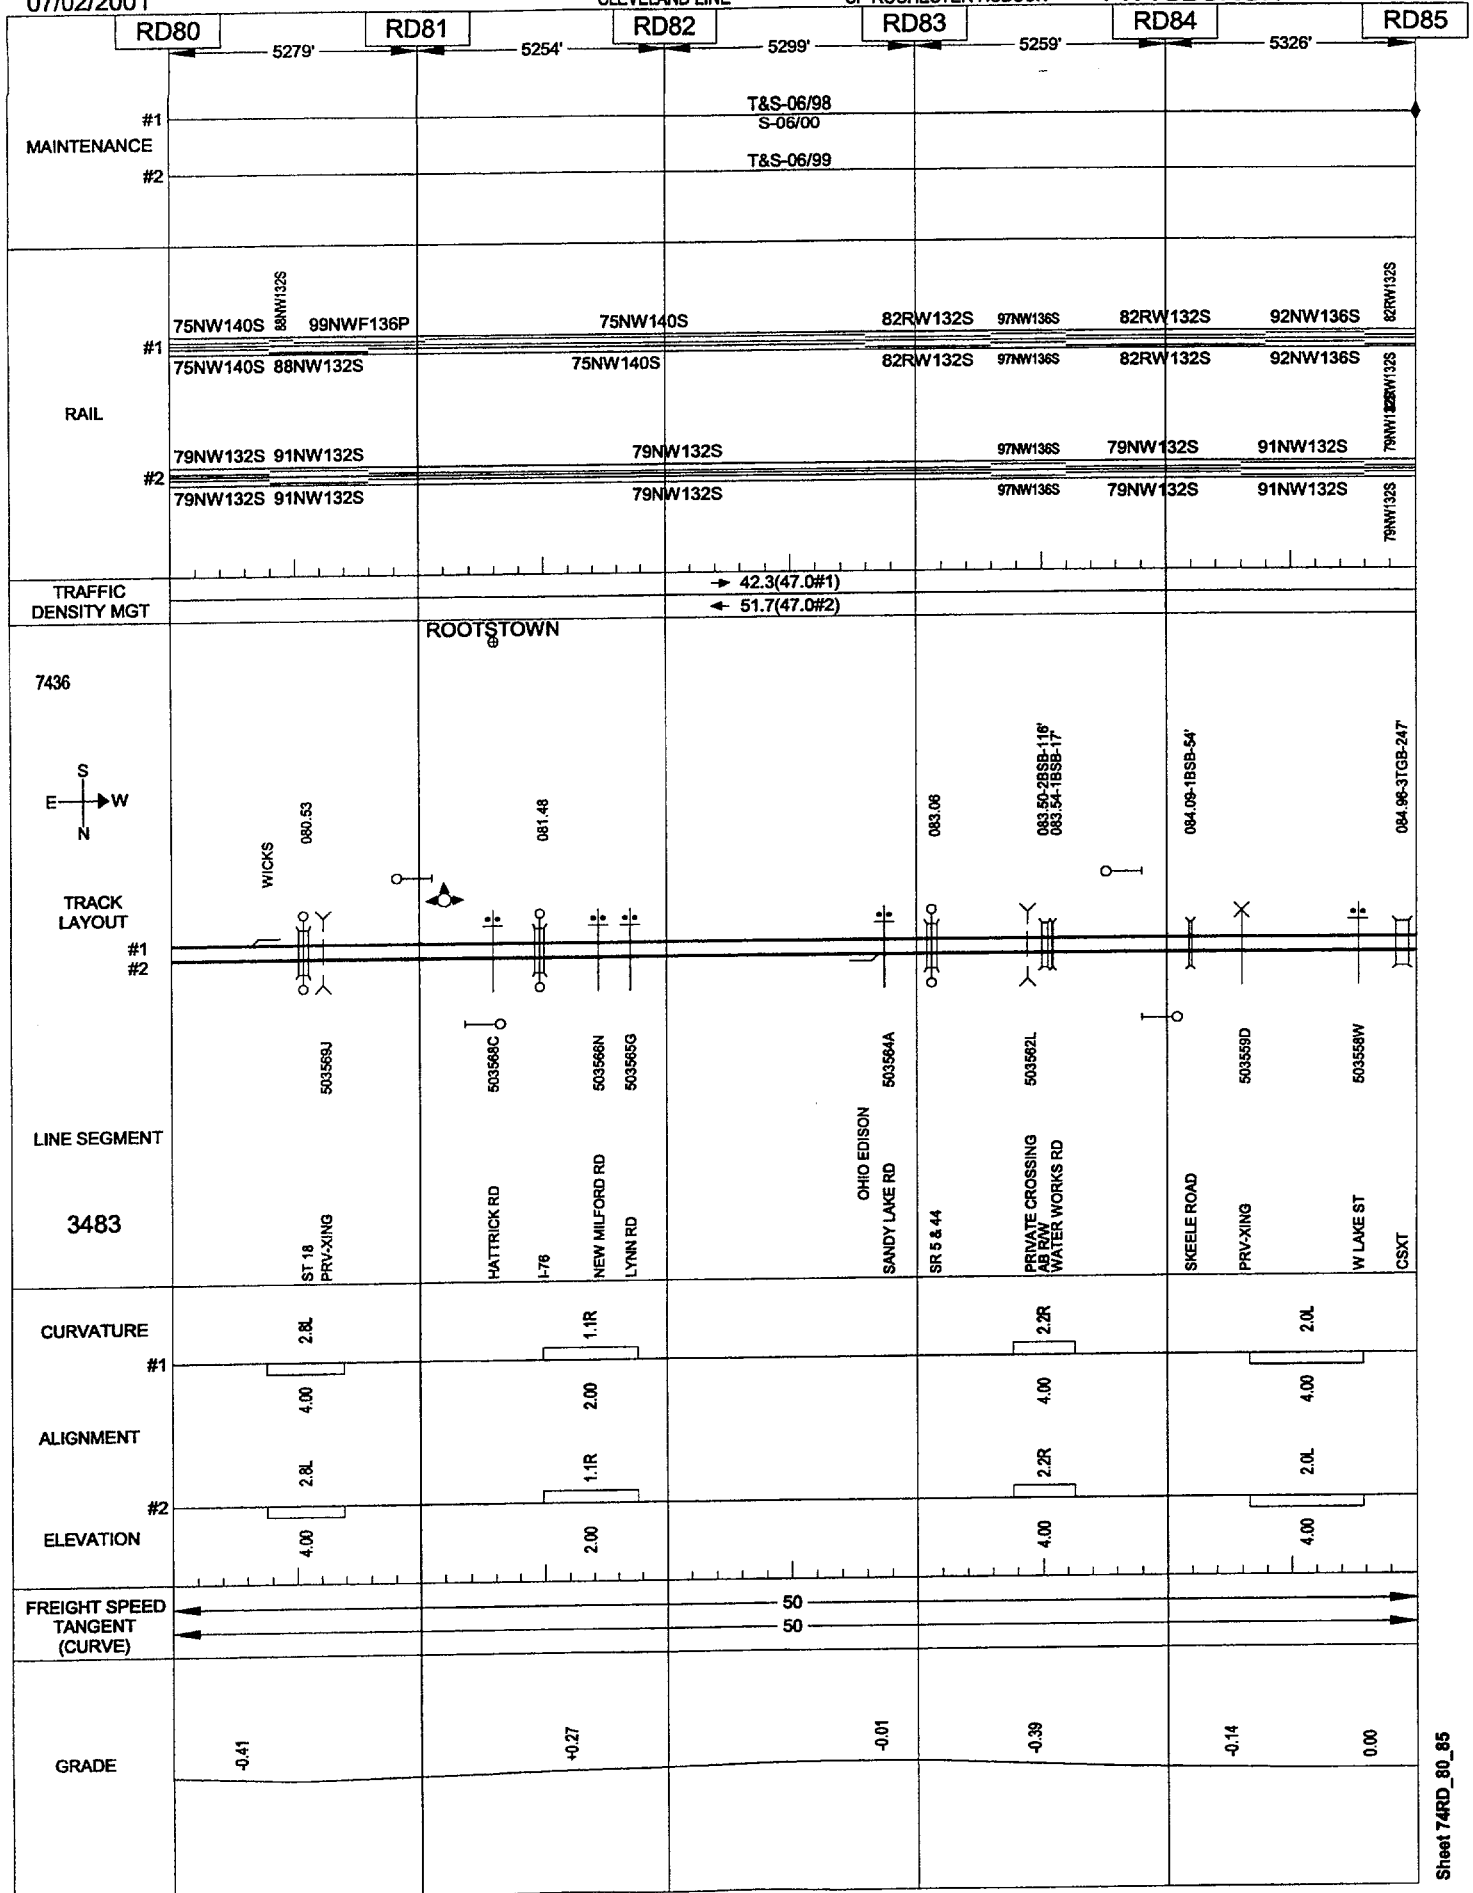 07/02/2001
CLEVELAND LINE
RD80 RD81 RD82 RD83 RD84 RD85
5279' 5254' 5299' 5259' 5326'
MAINTENANCE
#1
T&S-06/98
S-06/00
#2
T&S-06/99
RAIL
88NW132S
82RW132S
75NW140S 99NWF136P 75NW140S 82RW132S 97NW136S 82RW132S 92NW136S
#1
75NW140S 88NW132S 75NW140S 82RW132S 97NW136S 82RW132S 92NW136S
79NW132S 91NW132S 79NW132S 97NW136S 79NW132S 91NW132S
#2
79NW132S 91NW132S 79NW132S 97NW136S 79NW132S 91NW132S
79NW132S
TRAFFIC
DENSITY MGT
42.3(47.0#1)
51.7(47.0#2)
ROOTSTOWN
7436
S
E W
N
WICKS
080.53
081.48
083.06
083.50-2BSB-116'
083.54-1BSB-17'
084.09-1BSB-54'
084.96-3TGB-247'
TRACK
LAYOUT
#1
#2
503569J
503568C
503566N
503565G
503564A
503562L
503559D
503558W
LINE SEGMENT
3483
ST 18
PRV-XING
HATTRICK RD
I-76
NEW MILFORD RD
LYNN RD
OHIO EDISON
SANDY LAKE RD
SR 5 & 44
PRIVATE CROSSING
AB R/W
WATER WORKS RD
SKEELE ROAD
PRV-XING
W LAKE ST
CSXT
CURVATURE
2.8L 1.1R 2.2R 2.0L
#1
4.00 2.00 4.00 4.00
ALIGNMENT
2.8L 1.1R 2.2R 2.0L
#2
ELEVATION
4.00 2.00 4.00 4.00
FREIGHT SPEED
TANGENT
(CURVE)
50
50
GRADE
-0.41 +0.27 -0.01 -0.39 -0.14 0.00
Sheet 74RD_80_85